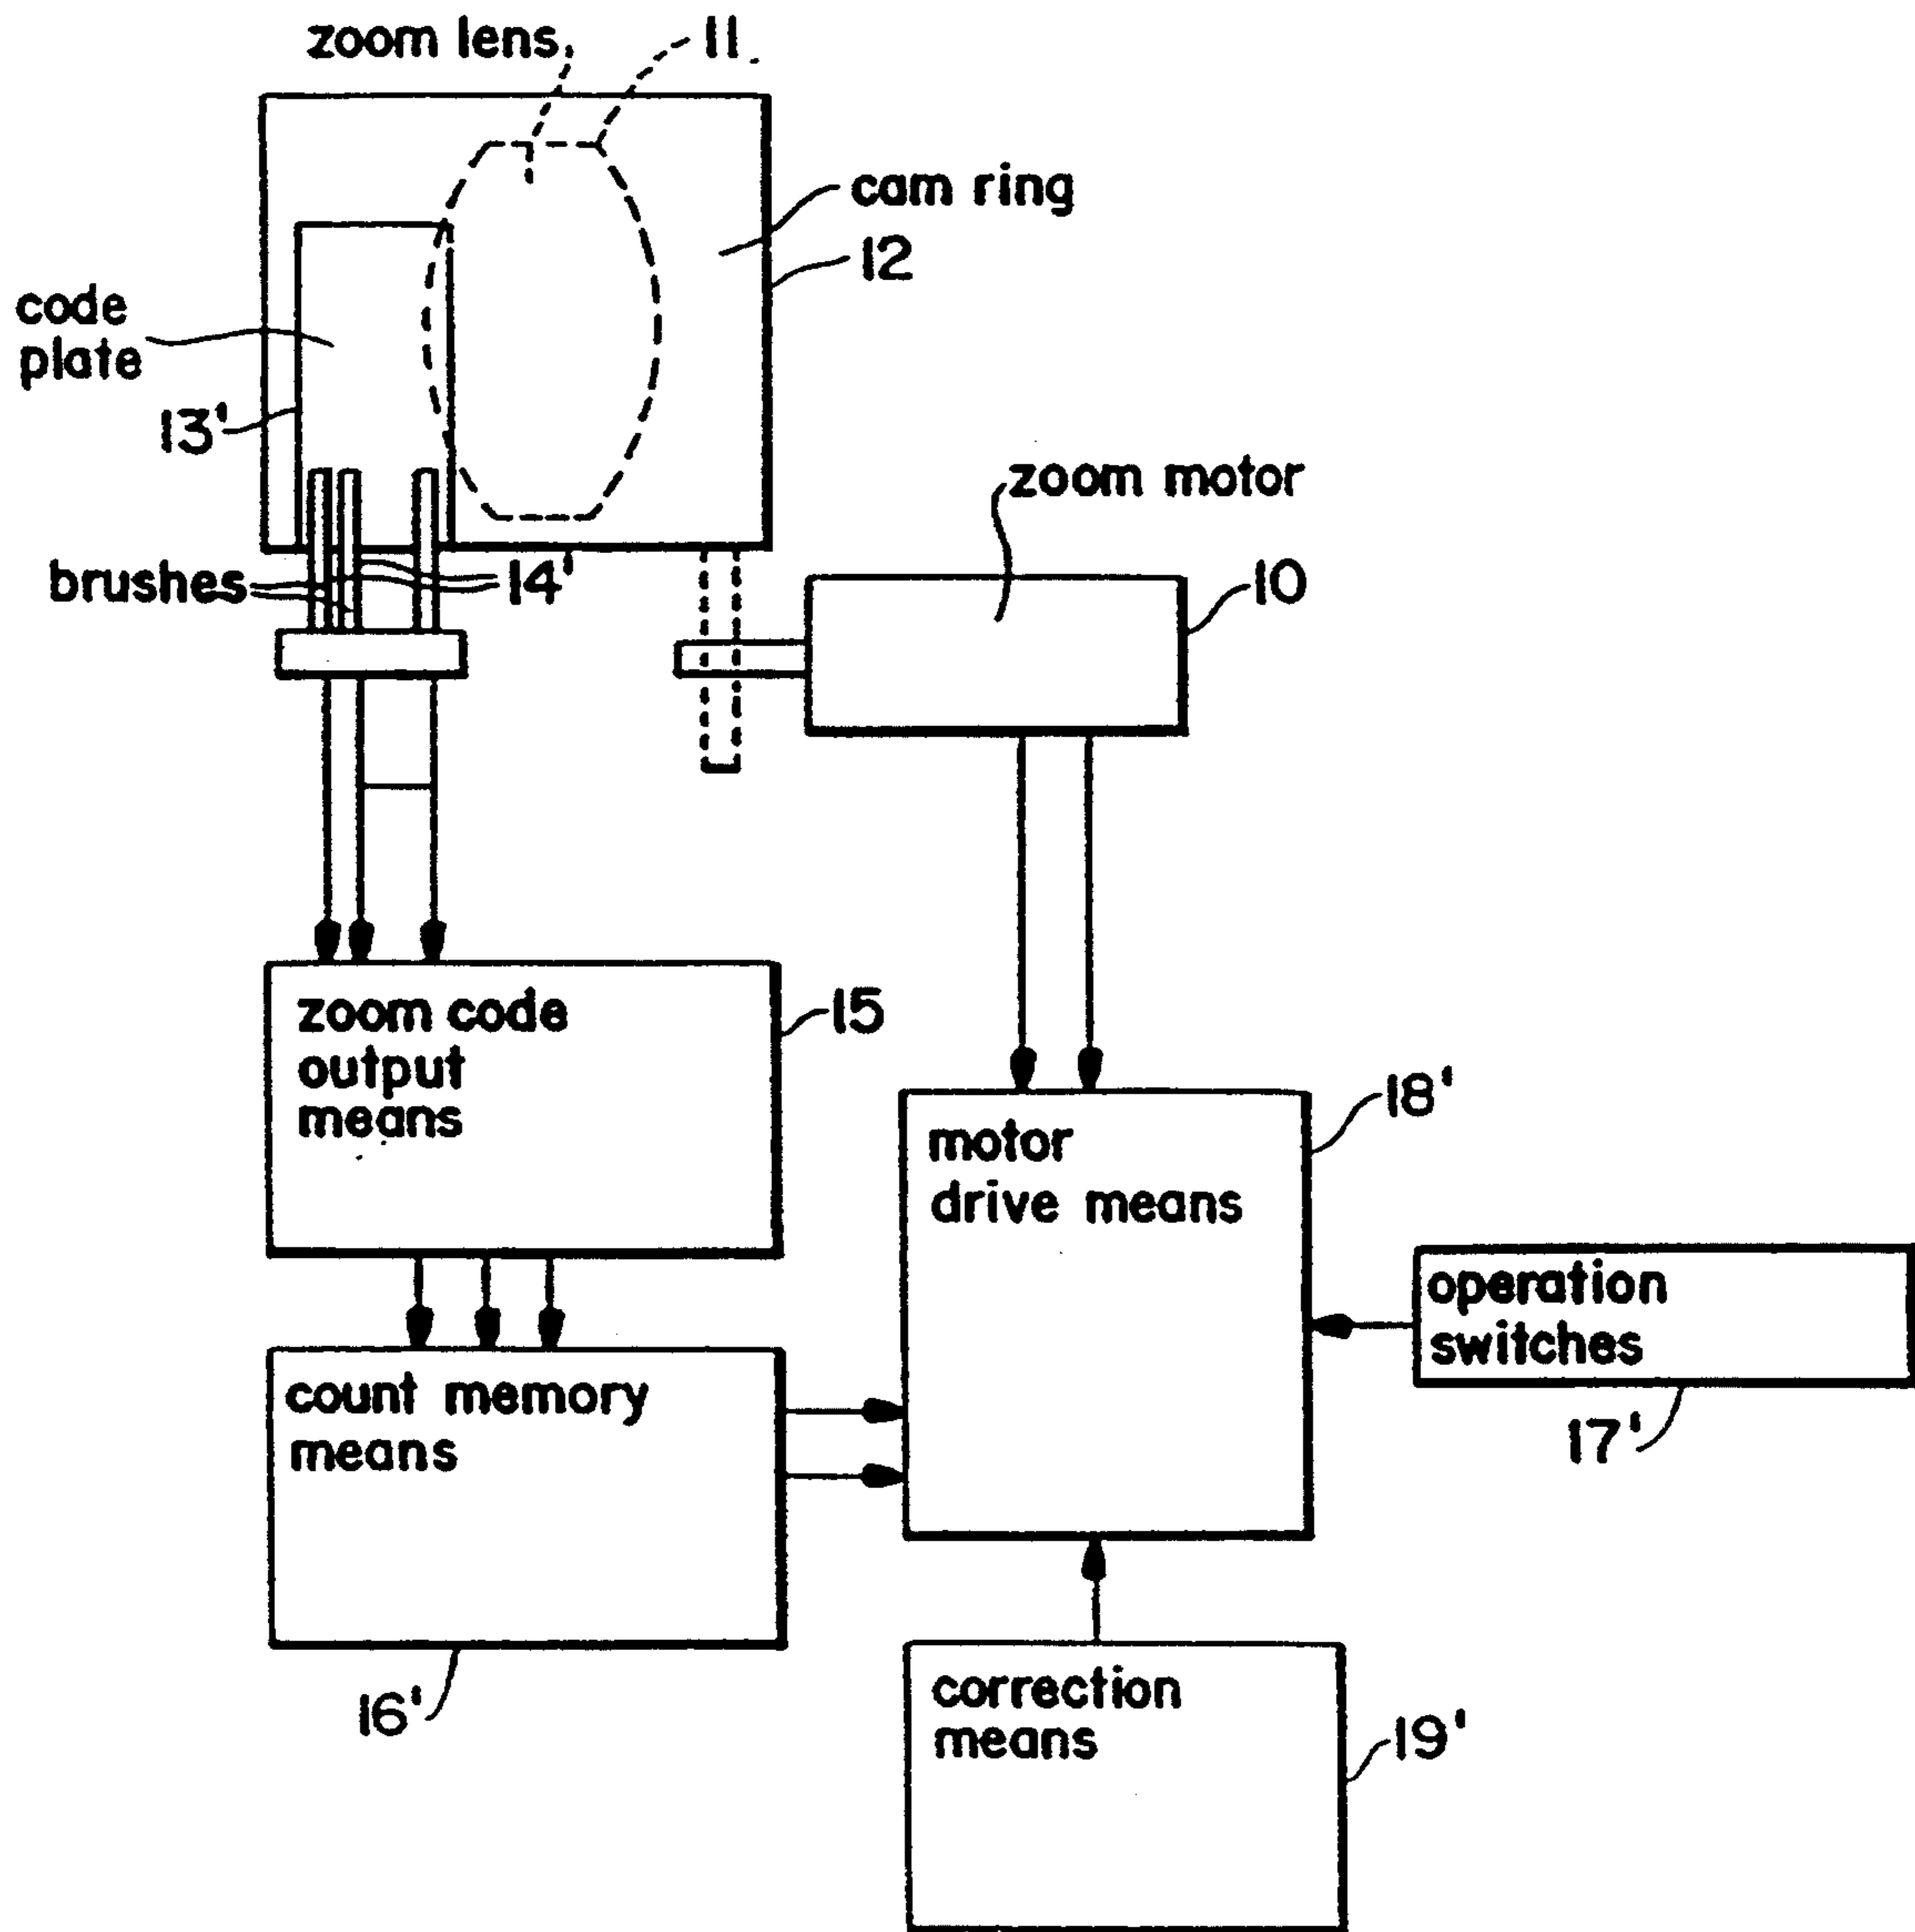 zoom lens
11
cam ring
12
code
plate
13'
zoom motor
brushes
14'
10
zoom code
output
means
15
motor
drive means
18'
operation
switches
17'
count memory
means
16'
correction
means
19'